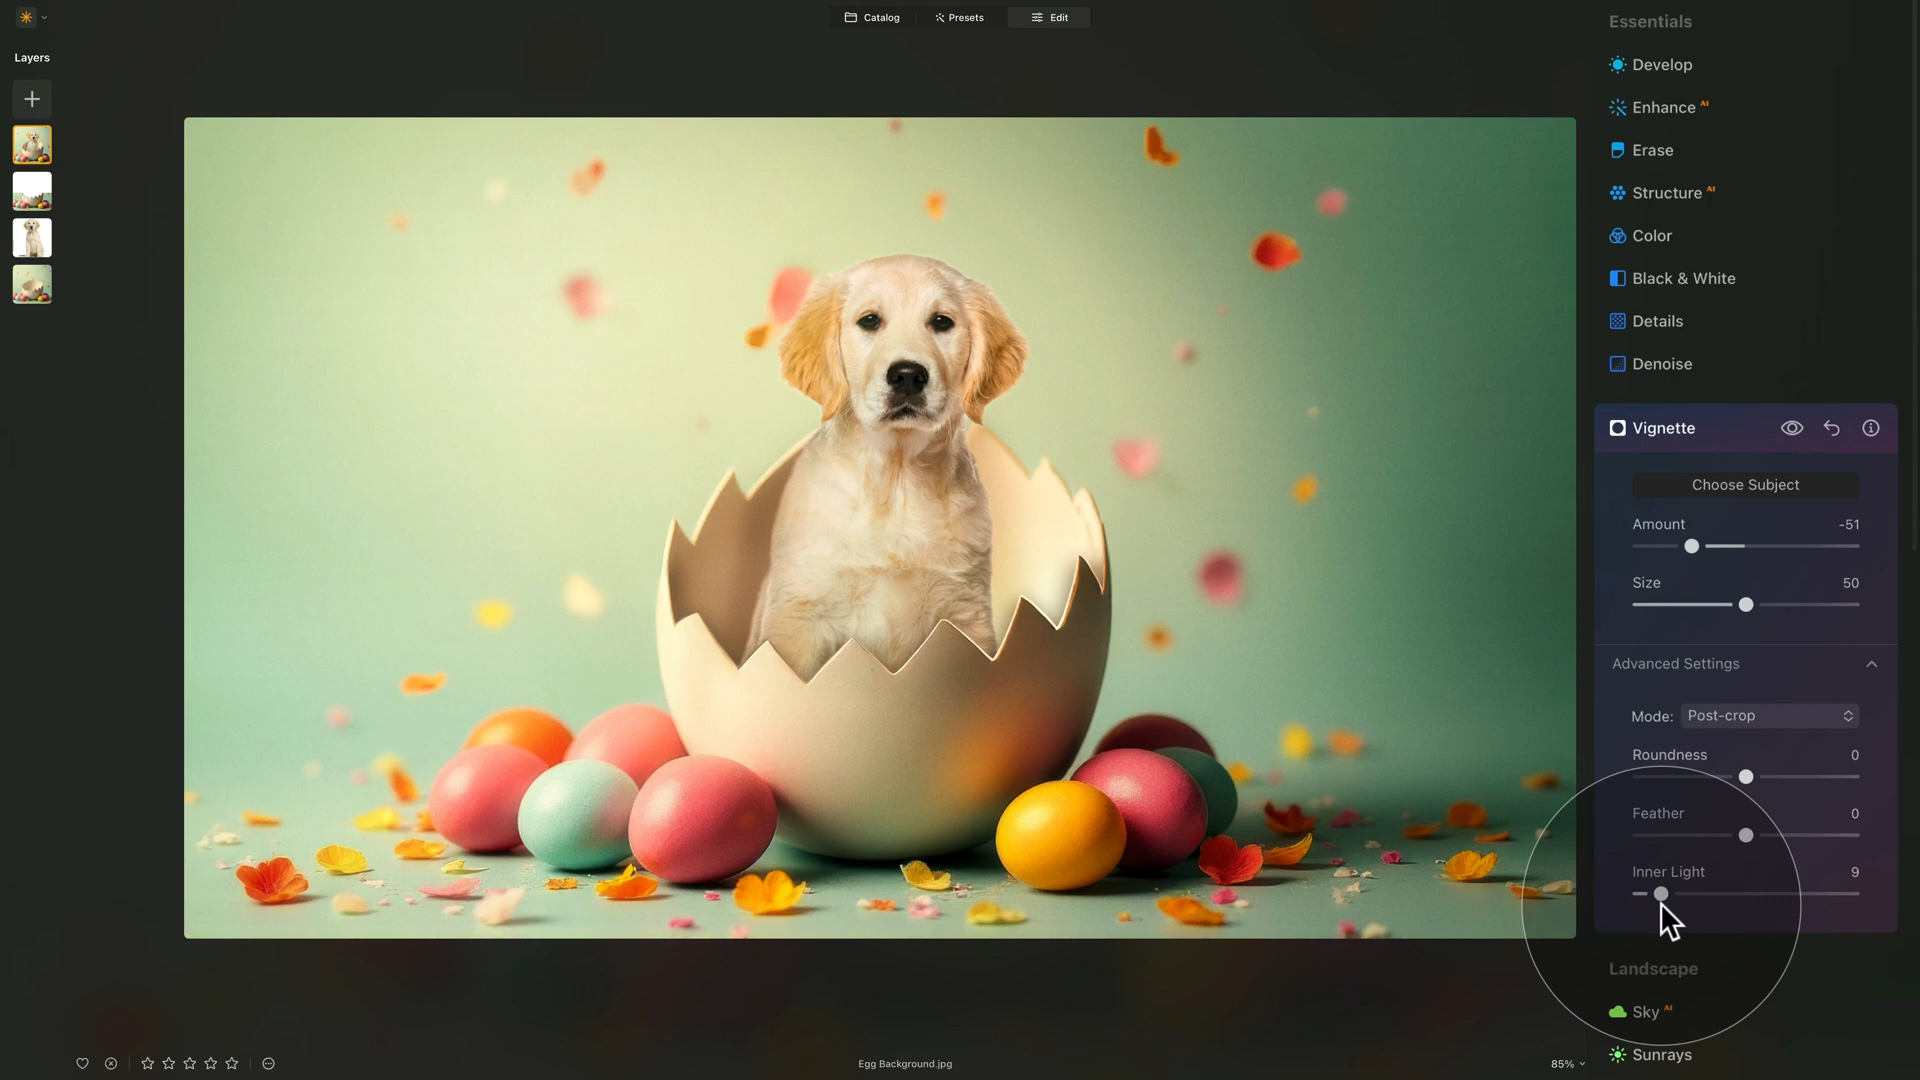 Catalog
Presets
Edit
Layers
Essentials
Develop
Enhance AI
Erase
Structure AI
Color
Black & White
Details
Denoise
Vignette
Choose Subject
Amount -51
Size 50
Advanced Settings
Mode: Post-crop
Roundness 0
Feather 0
Inner Light 9
Landscape
Sky AI
Sunrays
Egg Background.jpg
85%